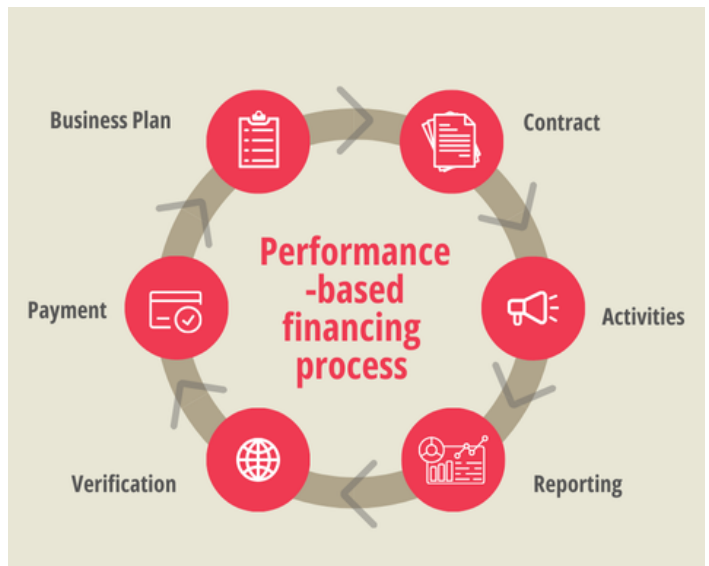 Business Plan
Contract
Performance
-based
financing
process
Payment
Activities
Verification
Reporting